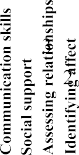 Communication skills
Social support
Assessing relationships
Identifying affect